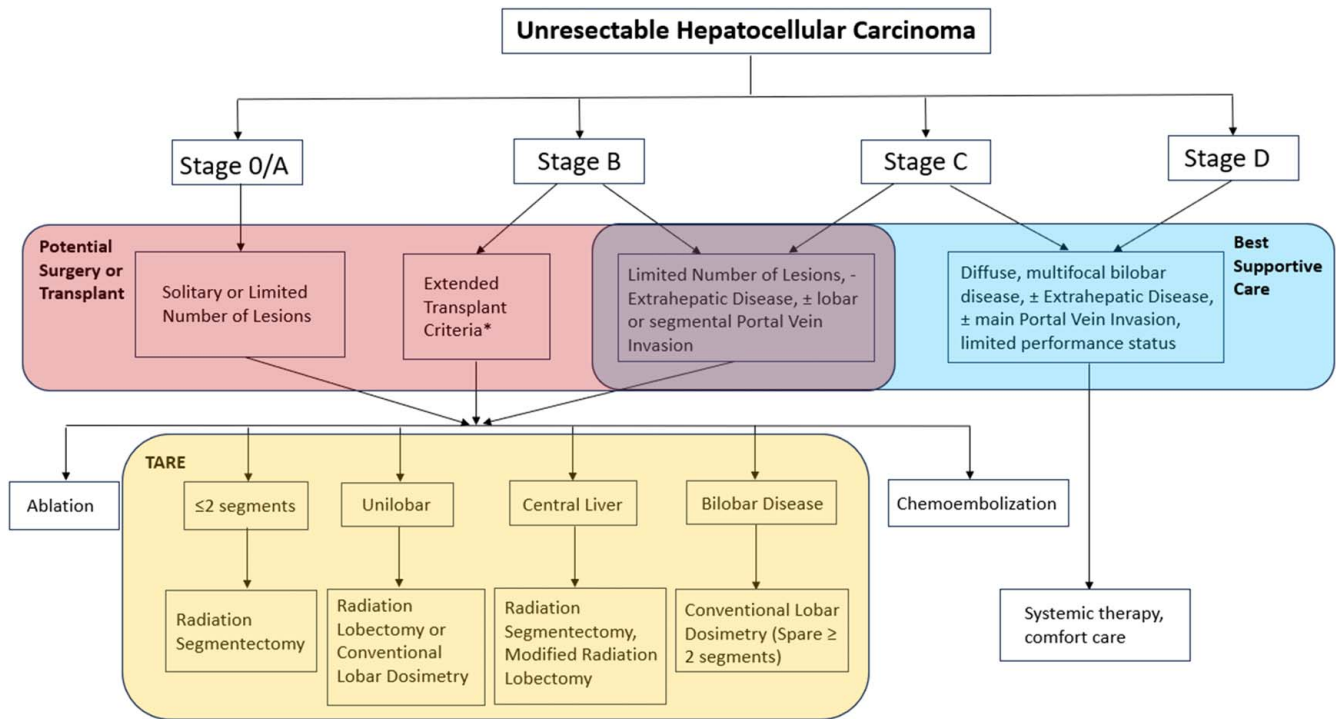 Unresectable Hepatocellular Carcinoma
Stage 0/A
Stage B
Stage C
Stage D
Potential
Surgery or
Transplant
Solitary or Limited
Number of Lesions
Extended
Transplant
Criteria*
Limited Number of Lesions, -
Extrahepatic Disease, ± lobar
or segmental Portal Vein
Invasion
Diffuse, multifocal bilobar
disease, ± Extrahepatic Disease,
± main Portal Vein Invasion,
limited performance status
Best
Supportive
Care
TARE
Ablation
≤2 segments
Unilobar
Central Liver
Bilobar Disease
Chemoembolization
Radiation
Segmentectomy
Radiation
Lobectomy or
Conventional
Lobar Dosimetry
Radiation
Segmentectomy,
Modified Radiation
Lobectomy
Conventional Lobar
Dosimetry (Spare ≥
2 segments)
Systemic therapy,
comfort care